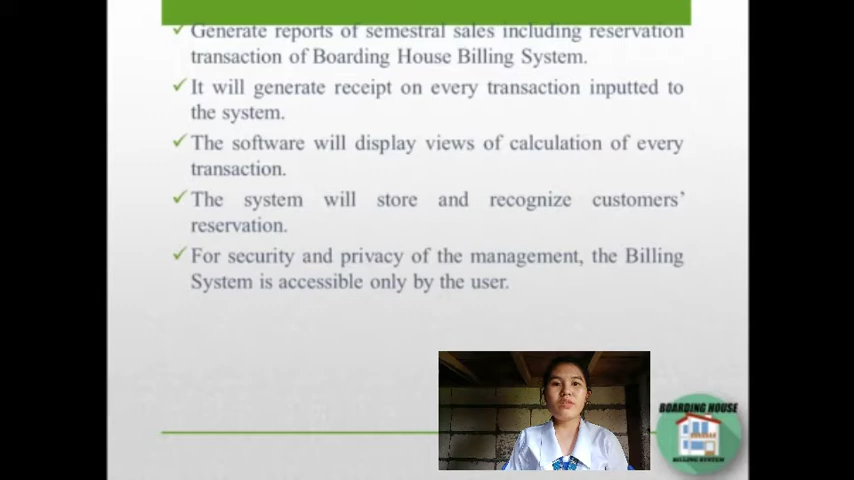 ✓Generate reports of semestral sales including reservation
transaction of Boarding House Billing System.
✓It will generate receipt on every transaction inputted to
the system.
✓The software will display views of calculation of every
transaction.
✓The system will store and recognize customers'
reservation.
✓For security and privacy of the management, the Billing
System is accessible only by the user.
BOARDING HOUSE
BILLING SYSTEM